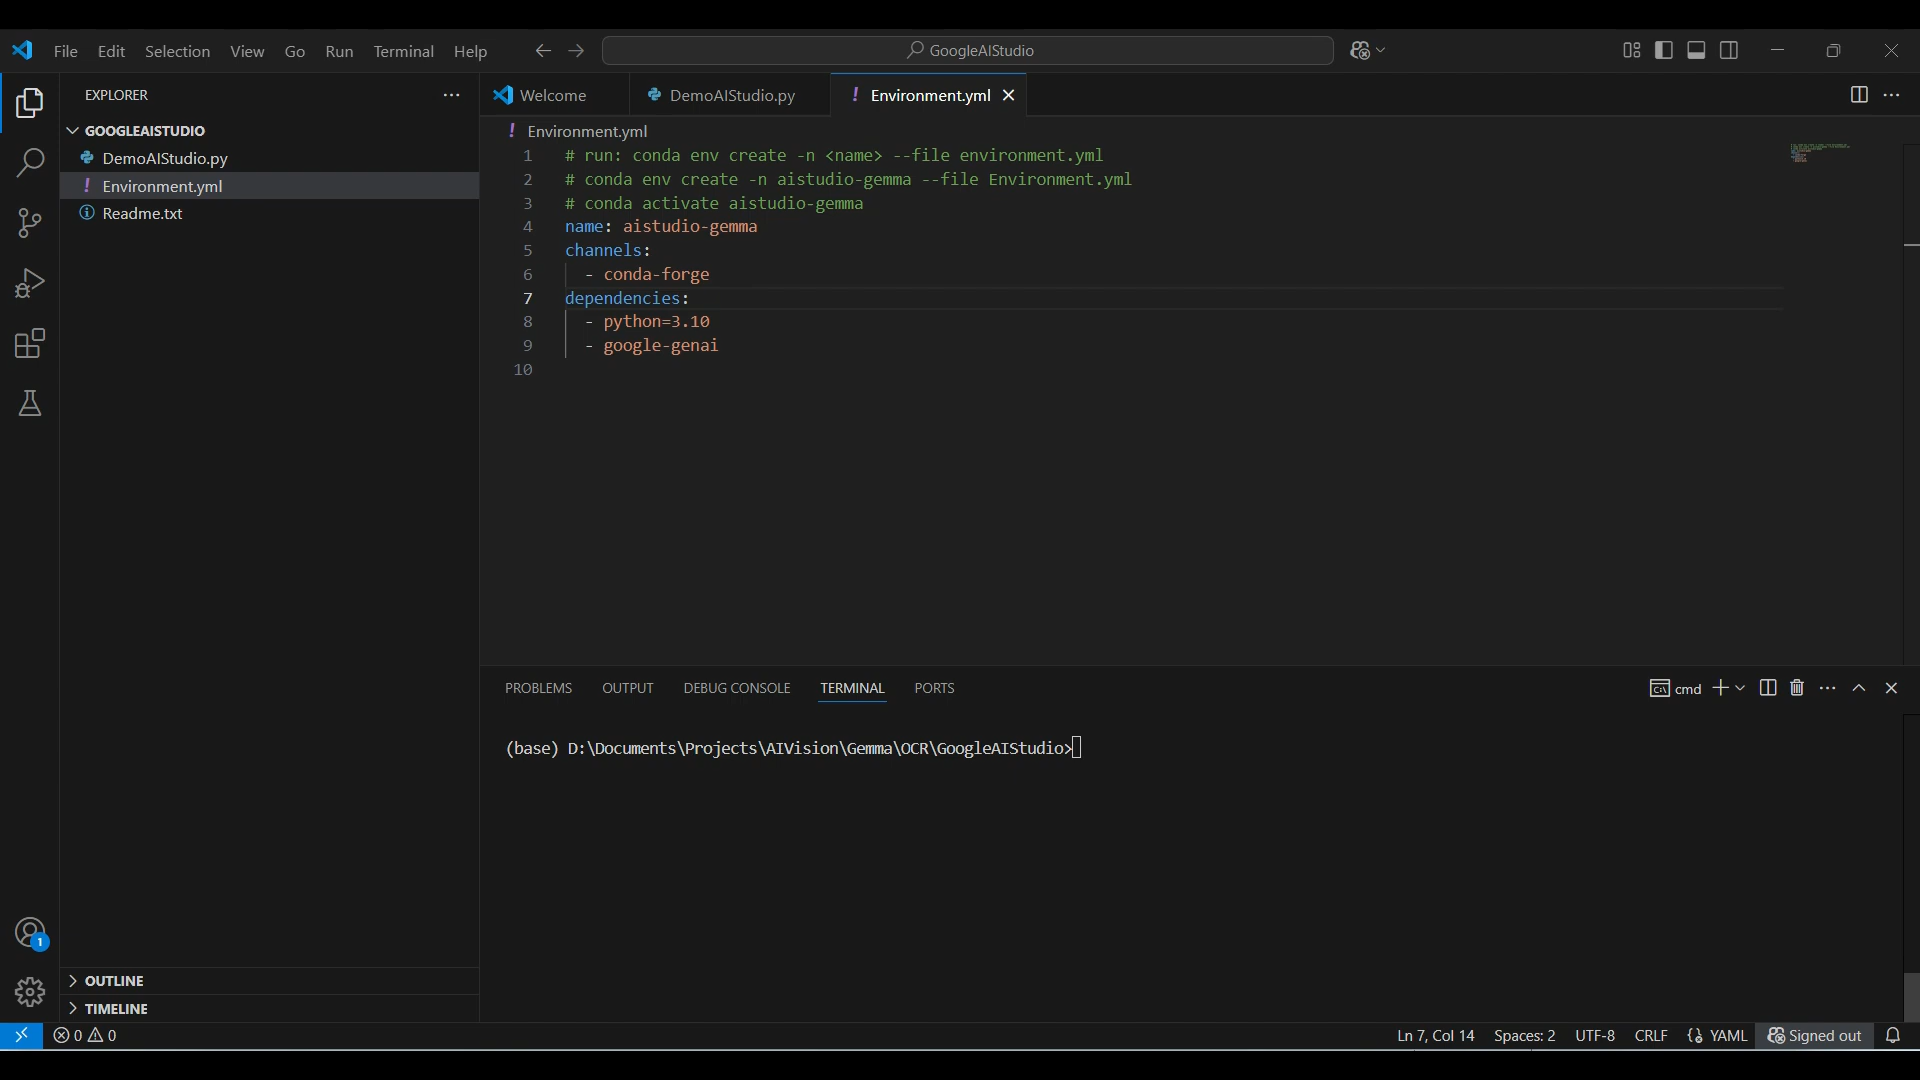 File Edit Selection View Go Run Terminal Help
GoogleAIStudio
EXPLORER
GOOGLEAISTUDIO
DemoAIStudio.py
Environment.yml
Readme.txt
OUTLINE
TIMELINE
Welcome
DemoAIStudio.py
! Environment.yml
! Environment.yml
1 # run: conda env create -n <name> --file environment.yml
2 # conda env create -n aistudio-gemma --file Environment.yml
3 # conda activate aistudio-gemma
4 name: aistudio-gemma
5 channels:
6 - conda-forge
7 dependencies:
8 - python=3.10
9 - google-genai
10
PROBLEMS OUTPUT DEBUG CONSOLE TERMINAL PORTS
cmd
(base) D:\Documents\Projects\AIVision\Gemma\OCR\GoogleAIStudio>
1
0 0
Ln 7, Col 14 Spaces: 2 UTF-8 CRLF YAML Signed out